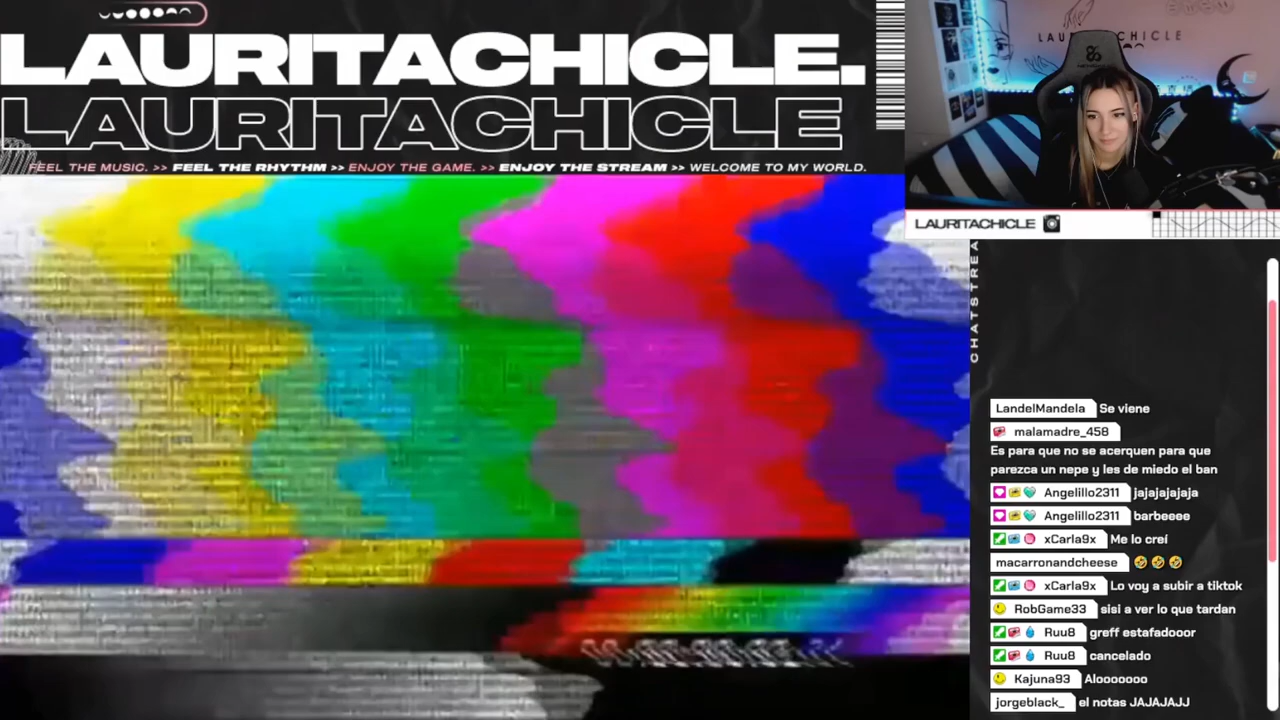 LAURITACHICLE.
LAURITACHICLE
FEEL THE MUSIC. >> FEEL THE RHYTHM >> ENJOY THE GAME. >> ENJOY THE STREAM >> WELCOME TO MY WORLD.
LAURITACHICLE
CHATSTREA
LandelMandela Se viene
malamadre_458
Es para que no se acerquen para que
parezca un nepe y les de miedo el ban
Angelillo2311 jajajajajaja
Angelillo2311 barbeeee
xCarla9x Me lo creí
macarronandcheese 🤣 🤣 🤣
xCarla9x Lo voy a subir a tiktok
RobGame33 sisi a ver lo que tardan
Ruu8 greff estafadooor
Ruu8 cancelado
Kajuna93 Alooooooo
jorgeblack_ el notas JAJAJAJJ